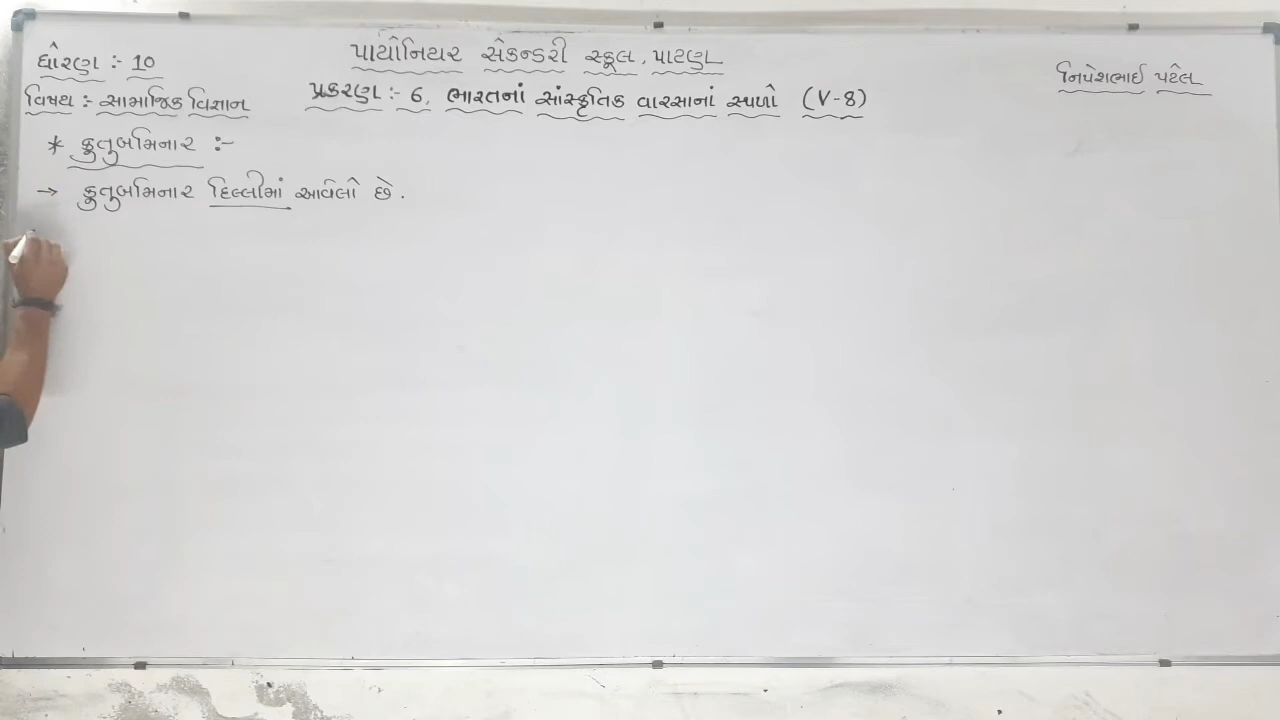 પાયોનિયર સેકન્ડરી સ્કૂલ, પાટણ
ધોરણ :- 10
નિપેશભાઈ પટેલ
વિષય :- સામાજિક વિજ્ઞાન
પ્રકરણ :- 6, ભારતનાં સાંસ્કૃતિક વારસાનાં સ્થળો (V-8)
* કુતુબમિનાર :-
→ કુતુબમિનાર દિલ્લીમાં આવેલો છે.